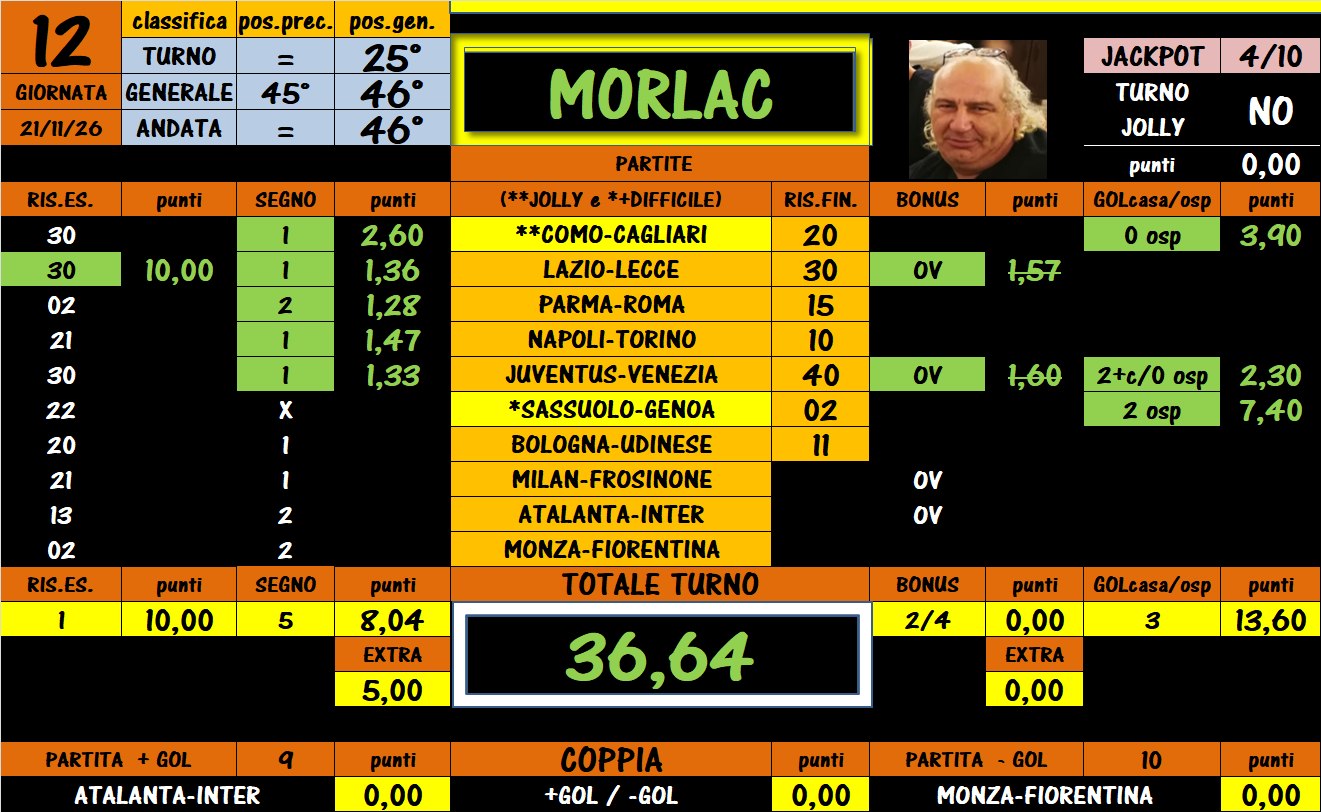 12 classifica pos.prec. pos.gen.
TURNO = 25°
GIORNATA GENERALE 45° 46°
21/11/26 ANDATA = 46°
MORLAC
JACKPOT 4/10
TURNO
JOLLY
NO
punti 0,00
PARTITE
RIS.ES. punti SEGNO punti (**JOLLY e *+DIFFICILE) RIS.FIN. BONUS punti GOLcasa/osp punti
30 1 2,60 **COMO-CAGLIARI 20 0 osp 3,90
30 10,00 1 1,36 LAZIO-LECCE 30 OV 1,57
02 2 1,28 PARMA-ROMA 15
21 1 1,47 NAPOLI-TORINO 10
30 1 1,33 JUVENTUS-VENEZIA 40 OV 1,60 2+c/0 osp 2,30
22 X *SASSUOLO-GENOA 02 2 osp 7,40
20 1 BOLOGNA-UDINESE 11
21 1 MILAN-FROSINONE OV
13 2 ATALANTA-INTER OV
02 2 MONZA-FIORENTINA
RIS.ES. punti SEGNO punti TOTALE TURNO BONUS punti GOLcasa/osp punti
1 10,00 5 8,04 36,64 2/4 0,00 3 13,60
EXTRA EXTRA
5,00 0,00
PARTITA + GOL 9 punti COPPIA punti PARTITA - GOL 10 punti
ATALANTA-INTER 0,00 +GOL / -GOL 0,00 MONZA-FIORENTINA 0,00